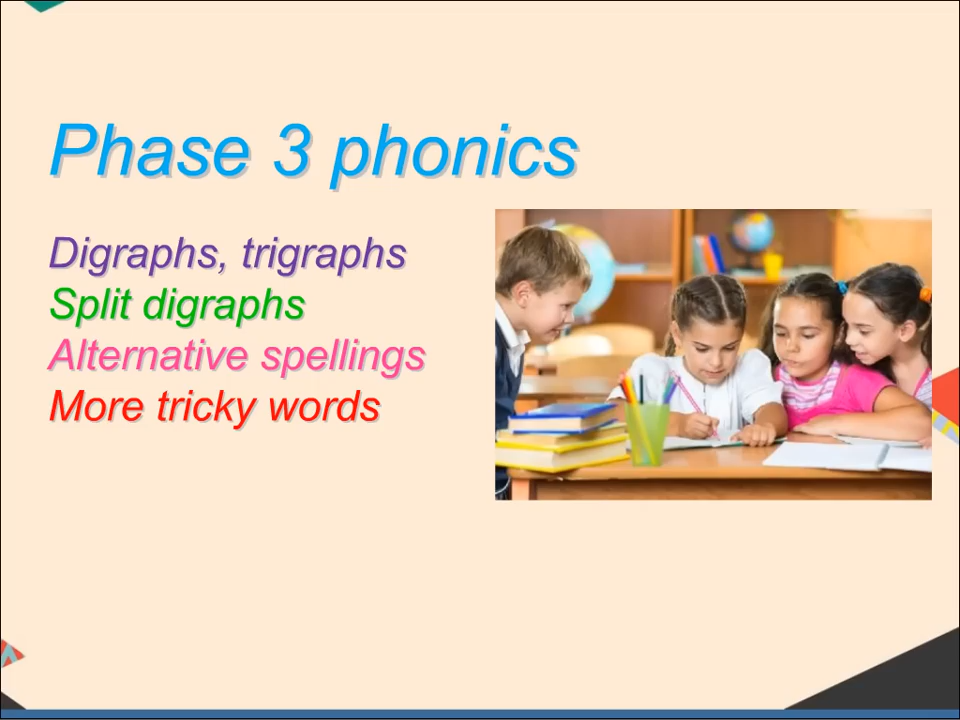 Phase 3 phonics
Digraphs, trigraphs
Split digraphs
Alternative spellings
More tricky words